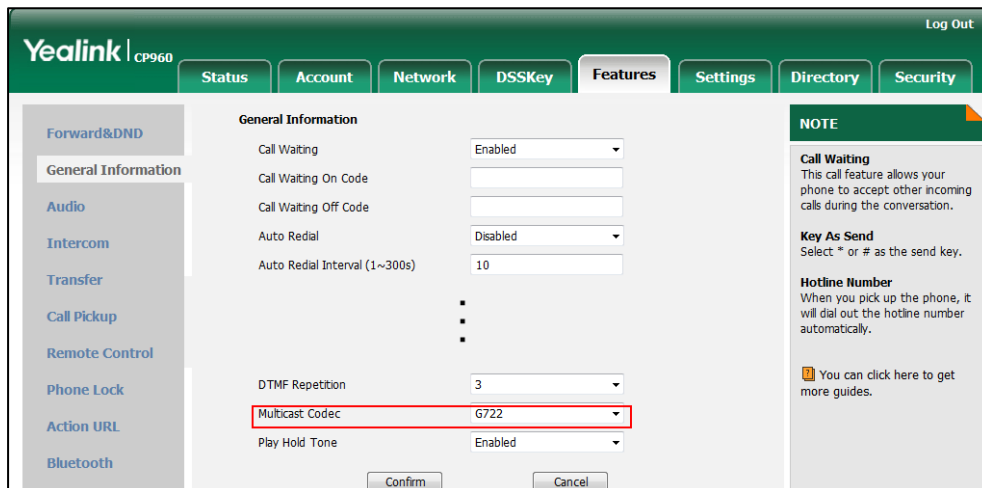 Log Out
Yealink CP960
Status Account Network DSSKey Features Settings Directory Security
Forward&DND
General Information
Audio
Intercom
Transfer
Call Pickup
Remote Control
Phone Lock
Action URL
Bluetooth
General Information
Call Waiting Enabled
Call Waiting On Code
Call Waiting Off Code
Auto Redial Disabled
Auto Redial Interval (1~300s) 10
DTMF Repetition 3
Multicast Codec G722
Play Hold Tone Enabled
Confirm Cancel
NOTE
Call Waiting
This call feature allows your
phone to accept other incoming
calls during the conversation.
Key As Send
Select * or # as the send key.
Hotline Number
When you pick up the phone, it
will dial out the hotline number
automatically.
You can click here to get
more guides.